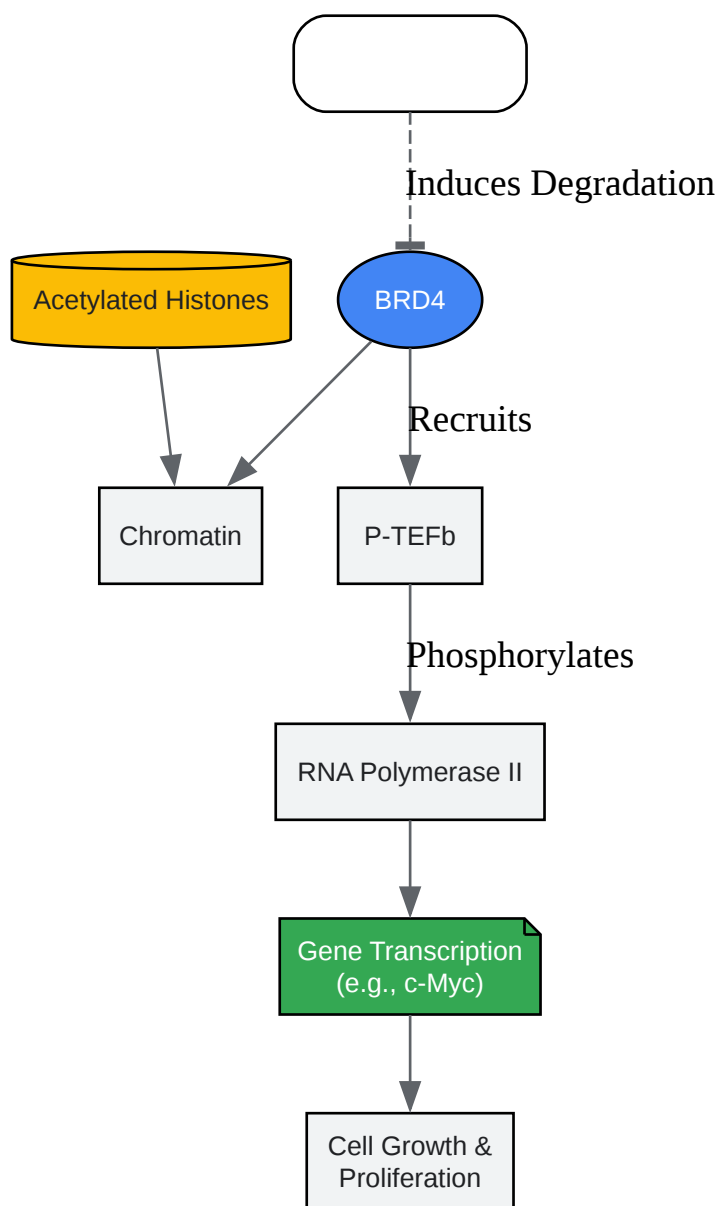 Induces Degradation
Acetylated Histones
BRD4
Recruits
Chromatin
P-TEFb
Phosphorylates
RNA Polymerase II
Gene Transcription
(e.g., c-Myc)
Cell Growth &
Proliferation